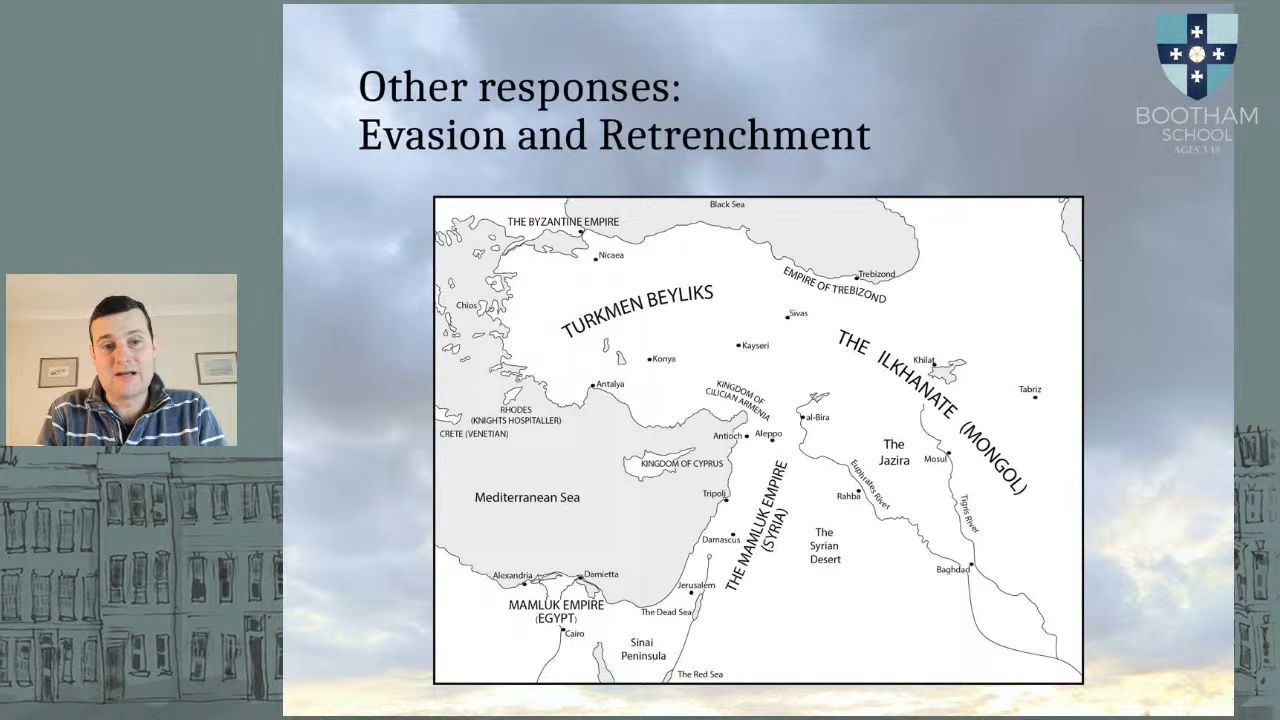 Other responses:
Evasion and Retrenchment
BOOTHAM
SCHOOL
AGES 3-18
Black Sea
THE BYZANTINE EMPIRE
Nicaea
Trebizond
EMPIRE OF TREBIZOND
TURKMEN BEYLIKS
Chios
Sivas
THE ILKHANATE (MONGOL)
Kayseri
Konya
Khilat
Tabriz
Antalya
KINGDOM OF
CILICIAN ARMENIA
RHODES
(KNIGHTS HOSPITALLER)
al-Bira
CRETE (VENETIAN)
Antioch
Aleppo
The
Jazira
Mosul
KINGDOM OF CYPRUS
Mediterranean Sea
Tripoli
Rahba
Euphrates River
Tigris River
THE MAMLUK EMPIRE
(SYRIA)
Damascus
The
Syrian
Desert
Baghdad
Alexandria
Damietta
Jerusalem
MAMLUK EMPIRE
(EGYPT)
The Dead Sea
Cairo
Sinai
Peninsula
The Red Sea